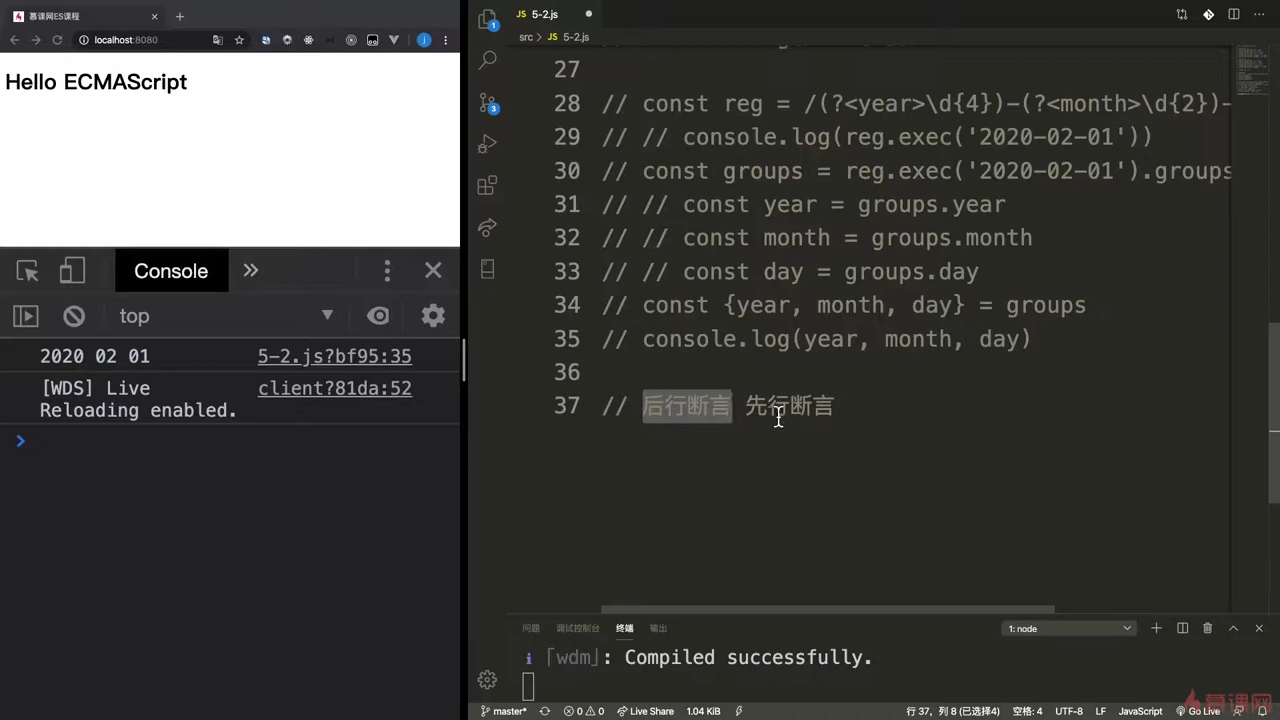 慕课网ES课程
localhost:8080
Hello ECMAScript
Console
top
2020 02 01 5-2.js?bf95:35
[WDS] Live client?81da:52
Reloading enabled.
5-2.js
src > 5-2.js
27
28 // const reg = /(?<year>\d{4})-(?<month>\d{2})-
29 // // console.log(reg.exec('2020-02-01'))
30 // const groups = reg.exec('2020-02-01').groups
31 // // const year = groups.year
32 // // const month = groups.month
33 // // const day = groups.day
34 // const {year, month, day} = groups
35 // console.log(year, month, day)
36
37 // 后行断言 先行断言
问题 调试控制台 终端 输出 1: node
i ｢wdm｣: Compiled successfully.
master* 0 0 Live Share 1.04 KiB 行 37, 列 8 (已选择4) 空格: 4 UTF-8 LF JavaScript Go Live
慕课网